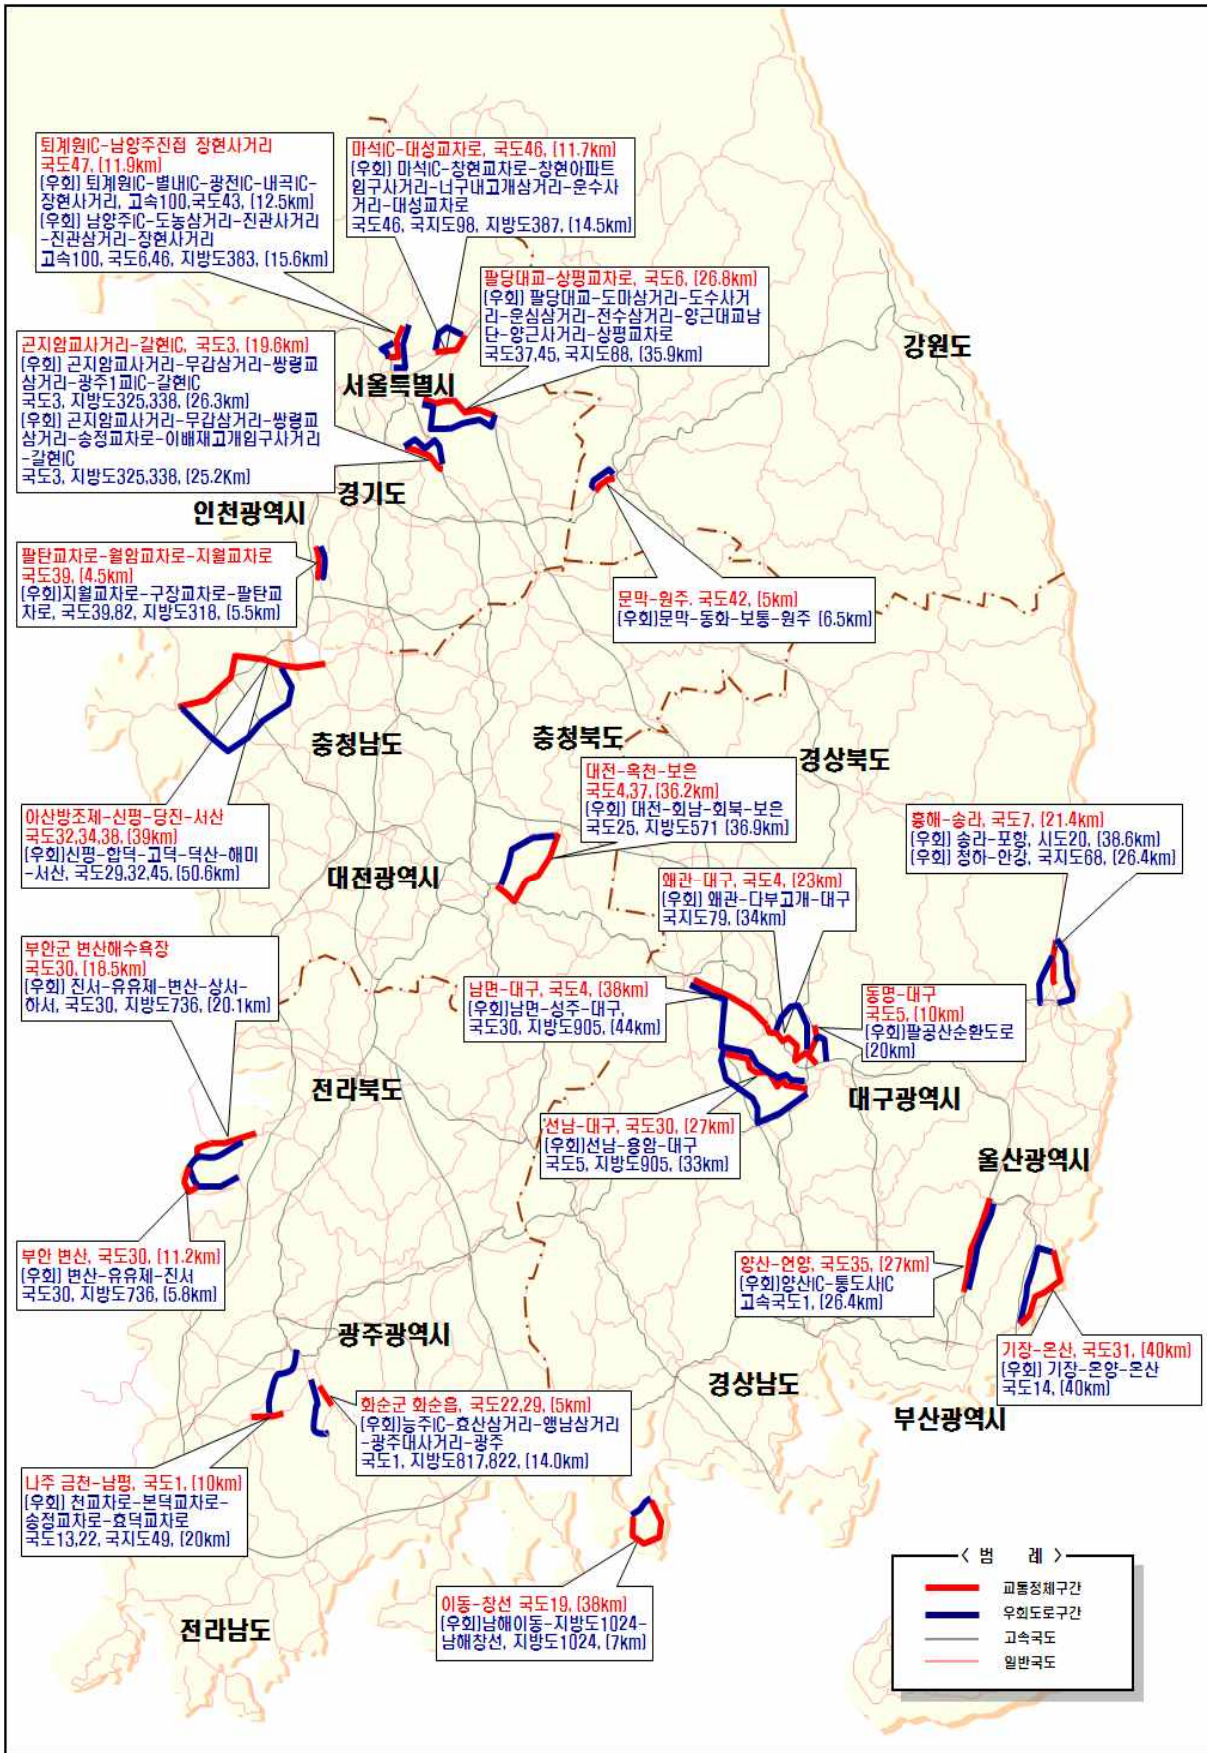 퇴계원IC-남양주진접 장현사거리
국도47, (11.9km)
(우회) 퇴계원IC-별내IC-광전IC-내곡IC-
장현사거리, 고속100,국도43, (12.5km)
(우회) 남양주IC-도농삼거리-진관사거리
-진관삼거리-장현사거리
고속100, 국도6,46, 지방도383, (15.6km)
마석IC-대성교차로, 국도46, (11.7km)
(우회) 마석IC-창현교차로-창현아파트
입구사거리-너구내고개삼거리-운수사
거리-대성교차로
국도46, 국지도98, 지방도387, (14.5km)
팔당대교-상평교차로, 국도6, (26.8km)
(우회) 팔당대교-도마삼거리-도수사거
리-운심삼거리-전수삼거리-양근대교남
단-양근사거리-상평교차로
국도37,45, 국지도88, (35.9km)
강원도
곤지암교사거리-갈현IC, 국도3, (19.6km)
(우회) 곤지암교사거리-무갑삼거리-쌍령교
삼거리-광주1교IC-갈현IC
국도3, 지방도325,338, (26.3km)
(우회) 곤지암교사거리-무갑삼거리-쌍령교
삼거리-송정교차로-이배재고개입구사거리
-갈현IC
국도3, 지방도325,338, (25.2Km)
서울특별시
경기도
인천광역시
팔탄교차로-월암교차로-지월교차로
국도39, (4.5km)
(우회)지월교차로-구장교차로-팔탄교
차로, 국도39,82, 지방도318, (5.5km)
문막-원주. 국도42, (5km)
(우회)문막-동화-보통-원주 (6.5km)
충청남도
충청북도
경상북도
대전-옥천-보은
국도4,37, (36.2km)
(우회) 대전-회남-회북-보은
국도25, 지방도571 (36.9km)
아산방조제-신평-당진-서산
국도32,34,38, (39km)
(우회)신평-합덕-고덕-덕산-해미
-서산, 국도29,32,45, (50.6km)
흥해-송라, 국도7, (21.4km)
(우회) 송라-포항, 시도20, (38.6km)
(우회) 청하-안강, 국지도68, (26.4km)
대전광역시
왜관-대구, 국도4, (23km)
(우회) 왜관-다부고개-대구
국지도79, (34km)
부안군 변산해수욕장
국도30, (18.5km)
(우회) 진서-유유제-변산-상서-
하서, 국도30, 지방도736, (20.1km)
남면-대구, 국도4, (38km)
(우회)남면-성주-대구,
국도30, 지방도905, (44km)
동명-대구
국도5, (10km)
(우회)팔공산순환도로
(20km)
전라북도
대구광역시
선남-대구, 국도30, (27km)
(우회)선남-용암-대구
국도5, 지방도905, (33km)
울산광역시
부안 변산, 국도30, (11.2km)
(우회) 변산-유유제-진서
국도30, 지방도736, (5.8km)
양산-언양, 국도35, (27km)
(우회)양산IC-통도사IC
고속국도1, (26.4km)
광주광역시
기장-온산, 국도31, (40km)
(우회) 기장-온양-온산
국도14, (40km)
경상남도
부산광역시
화순군 화순읍, 국도22,29, (5km)
(우회)능주IC-효산삼거리-앵남삼거리
-광주대사거리-광주
국도1, 지방도817,822, (14.0km)
나주 금천-남평, 국도1, (10km)
(우회) 천교차로-본덕교차로-
송정교차로-효덕교차로
국도13,22, 국지도49, (20km)
이동-창선 국도19, (38km)
(우회)남해이동-지방도1024-
남해창선, 지방도1024, (7km)
전라남도
〈 범 례 〉
교통정체구간
우회도로구간
고속국도
일반국도